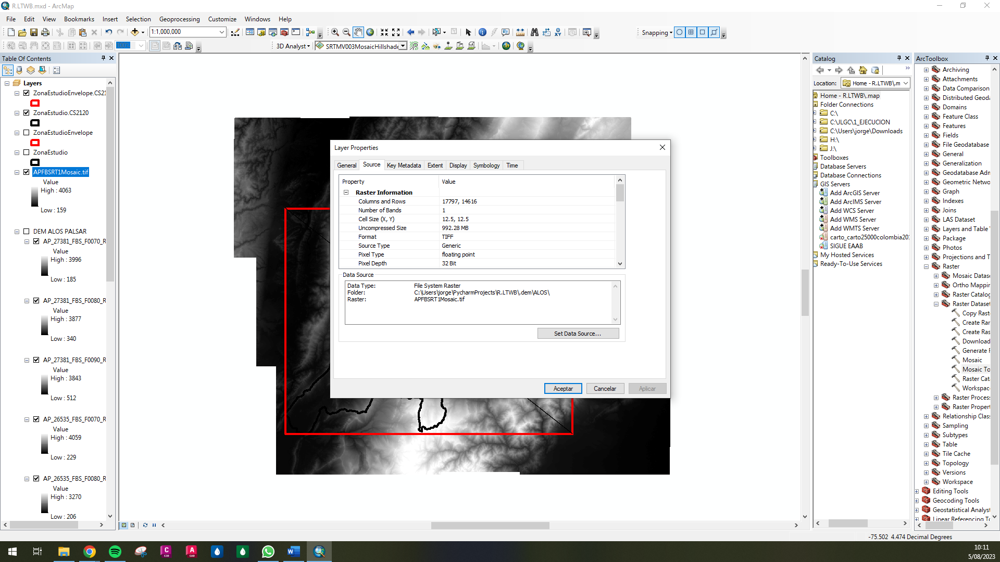 R.LTWB.mxd - ArcMap
File Edit View Bookmarks Insert Selection Geoprocessing Customize Windows Help
1:1,000,000
Snapping
100%
3D Analyst
SRTMV003MosaicHillshade
Table Of Contents
Layers
ZonaEstudioEnvelope.CS21
ZonaEstudio.CS2120
ZonaEstudioEnvelope
ZonaEstudio
APFBSRT1Mosaic.tif
Value
High : 4063
Low : 159
DEM ALOS PALSAR
AP_27381_FBS_F0070_R
Value
High : 3996
Low : 185
AP_27381_FBS_F0080_R
Value
High : 3877
Low : 340
AP_27381_FBS_F0090_R
Value
High : 3843
Low : 512
AP_26535_FBS_F0070_R
Value
High : 4059
Low : 229
AP_26535_FBS_F0080_R
Value
High : 3270
Low : 206
Layer Properties
General Source Key Metadata Extent Display Symbology Time
Property Value
Raster Information
Columns and Rows 17797, 14616
Number of Bands 1
Cell Size (X, Y) 12.5, 12.5
Uncompressed Size 992.28 MB
Format TIFF
Source Type Generic
Pixel Type floating point
Pixel Depth 32 Bit
Data Source
Data Type: File System Raster
Folder: C:\Users\jorge\PycharmProjects\R.LTWB\.dem\ALOS\
Raster: APFBSRT1Mosaic.tif
Set Data Source...
Aceptar Cancelar Aplicar
Catalog
Location: Home - R.LTWB\.m
Home - R.LTWB\.map
Folder Connections
C:\
C:\JLGC\1_EJECUCION
C:\Users\jorge\Downloads
H:\
J:\
Toolboxes
Database Servers
Database Connections
GIS Servers
Add ArcGIS Server
Add ArcIMS Server
Add WCS Server
Add WMS Server
Add WMTS Server
carto_carto25000colombia201
SIGUE EAAB
My Hosted Services
Ready-To-Use Services
ArcToolbox
Archiving
Attachments
Data Comparison
Distributed Geoda
Domains
Feature Class
Features
Fields
File Geodatabase
General
Generalization
Geodatabase Adm
Geometric Netwo
Graph
Indexes
Joins
LAS Dataset
Layers and Table V
Package
Photos
Projections and T
Raster
Mosaic Datase
Ortho Mappin
Raster Catalog
Raster Dataset
Copy Rast
Create Ran
Create Ras
Download
Generate R
Mosaic
Mosaic To
Raster Cat
Workspace
Raster Proces
Raster Propert
Relationship Class
Sampling
Subtypes
Table
Tile Cache
Topology
Versions
Workspace
Editing Tools
Geocoding Tools
Geostatistical Analyst
Linear Referencing To
-75.502 4.474 Decimal Degrees
10:11
5/08/2023